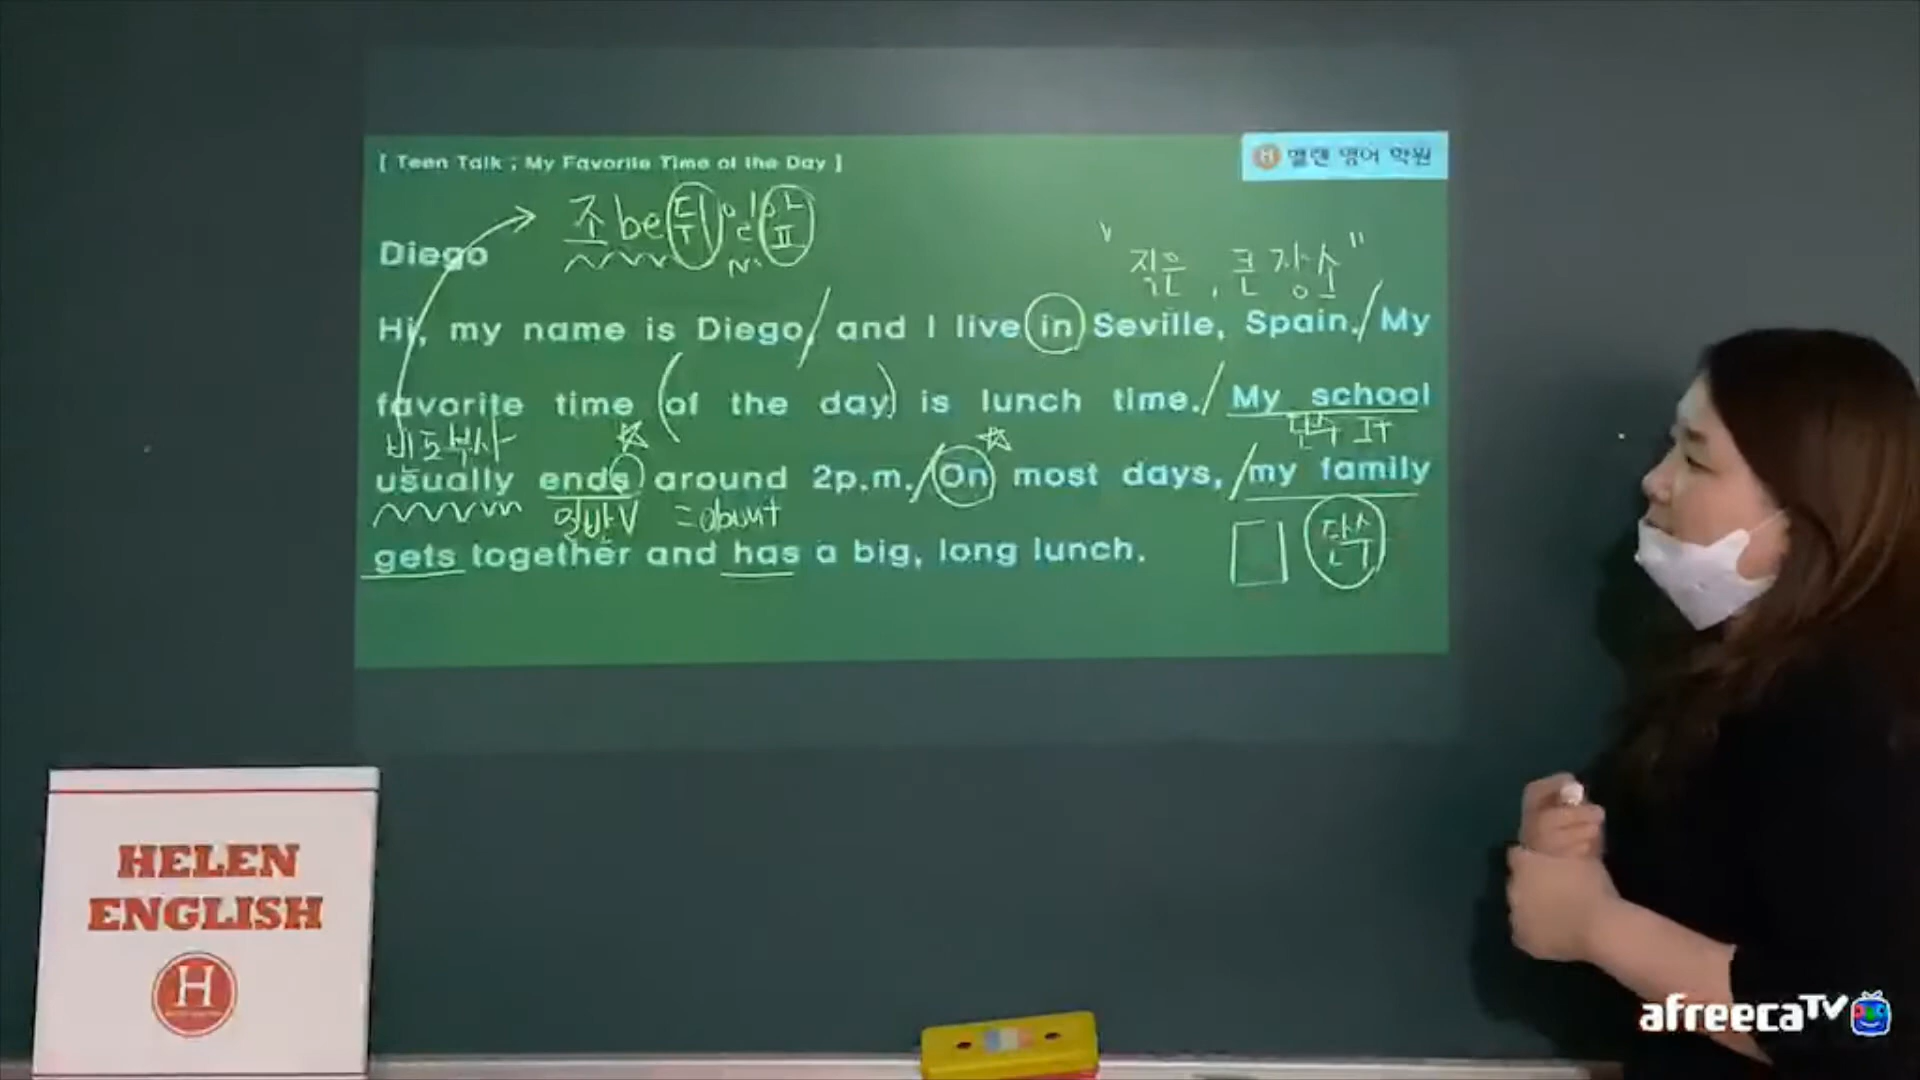 [ Teen Talk ; My Favorite Time of the Day ]
H 헬렌 영어 학원
조be뒤 일앞
Diego
"직은, 큰 장소"
Hi, my name is Diego, and I live in Seville, Spain. My
favorite time of the day is lunch time. My school
빈도부사
단수 It
usually ends around 2p.m. On most days, my family
일반V =about
단수
gets together and has a big, long lunch.
HELEN
ENGLISH
H
afreecaTV